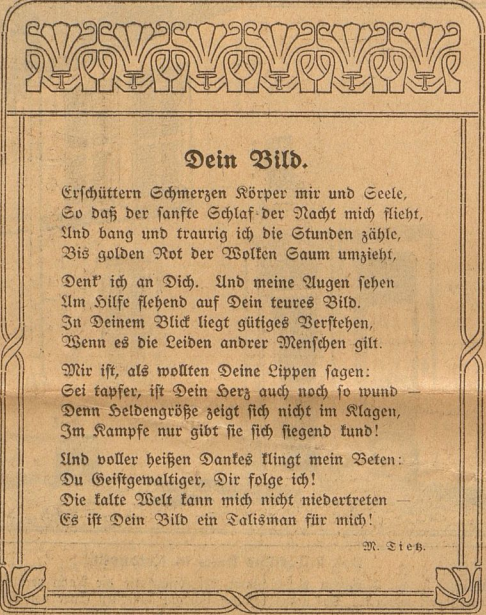 Dein Bild.
Erschüttern Schmerzen Körper mir und Seele,
So daß der sanfte Schlaf der Nacht mich flieht,
Und bang und traurig ich die Stunden zähle,
Bis golden Rot der Wolken Saum umzieht,
Denk' ich an Dich. Und meine Augen sehen
Um Hilfe flehend auf Dein teures Bild.
In Deinem Blick liegt gütiges Verstehen,
Wenn es die Leiden andrer Menschen gilt.
Mir ist, als wollten Deine Lippen sagen:
Sei tapfer, ist Dein Herz auch noch so wund —
Denn Heldengröße zeigt sich nicht im Klagen,
Im Kampfe nur gibt sie sich siegend kund!
Und voller heißen Dankes klingt mein Beten:
Du Geistgewaltiger, Dir folge ich!
Die kalte Welt kann mich nicht niedertreten —
Es ist Dein Bild ein Talisman für mich!
M. Tietz.